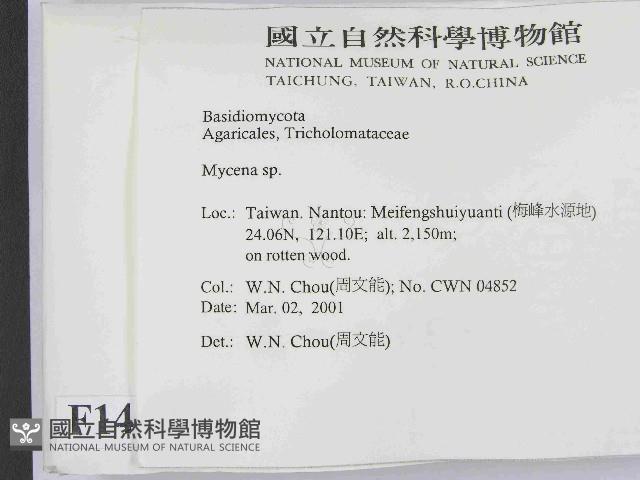 國立自然科學博物館
NATIONAL MUSEUM OF NATURAL SCIENCE
TAICHUNG, TAIWAN, R.O.CHINA
Basidiomycota
Agaricales, Tricholomataceae
Mycena sp.
Loc.: Taiwan. Nantou: Meifengshuiyuanti (梅峰水源地)
24.06N, 121.10E; alt. 2,150m;
on rotten wood.
Col.: W.N. Chou(周文能); No. CWN 04852
Date: Mar. 02, 2001
Det.: W.N. Chou(周文能)
F14
國立自然科學博物館
NATIONAL MUSEUM OF NATURAL SCIENCE